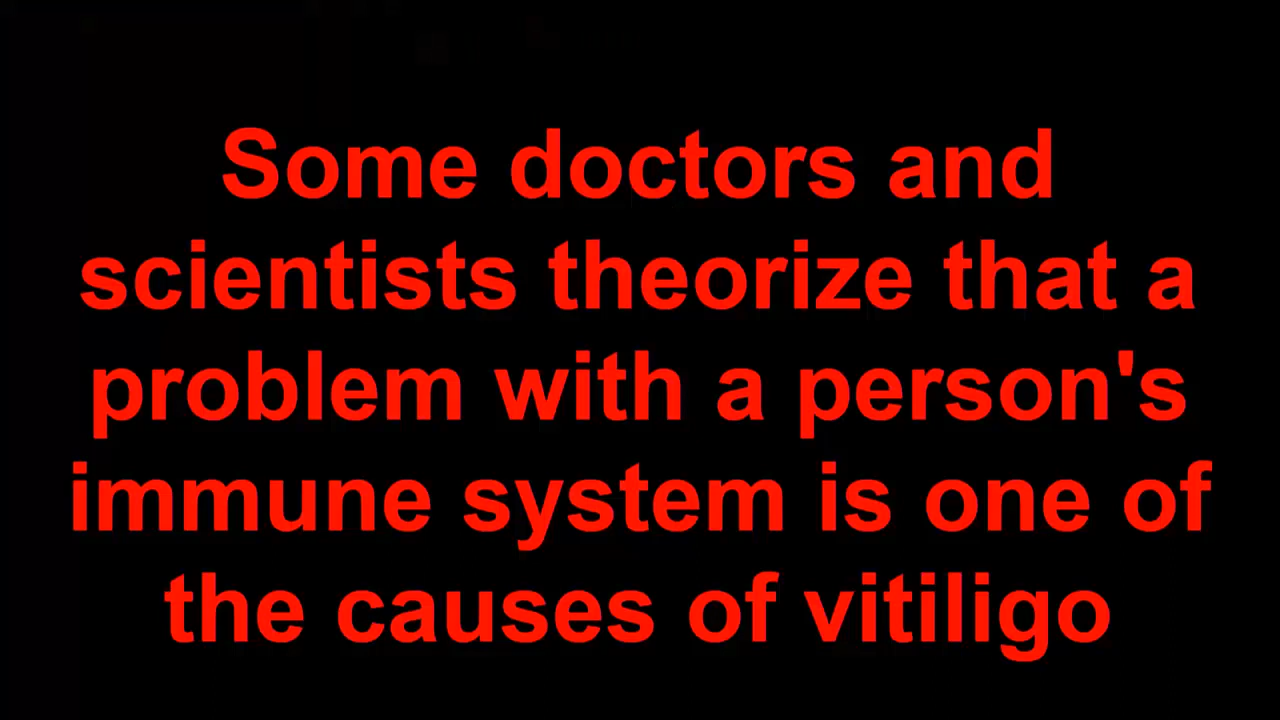 Some doctors and
scientists theorize that a
problem with a person's
immune system is one of
the causes of vitiligo